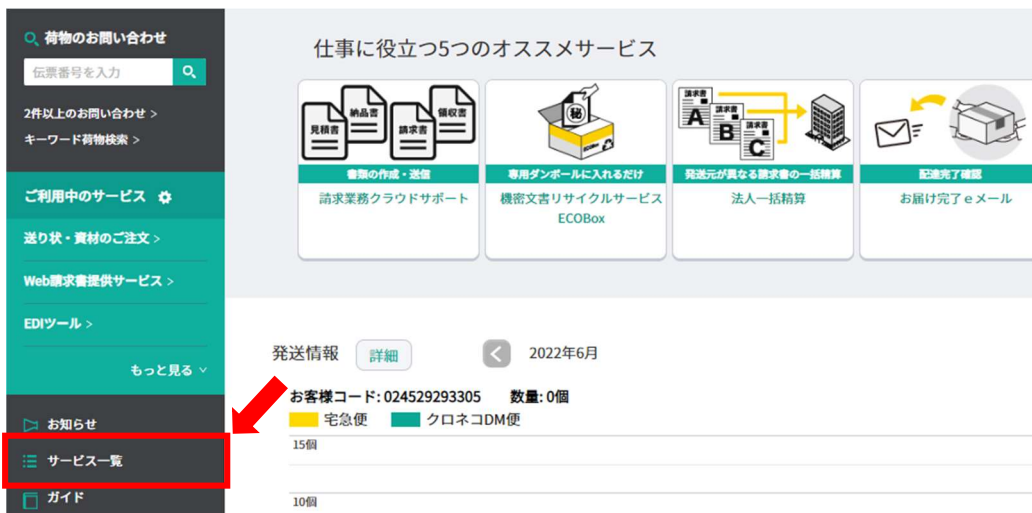 荷物のお問い合わせ
伝票番号を入力
2件以上のお問い合わせ >
キーワード荷物検索 >
ご利用中のサービス
送り状・資材のご注文 >
Web請求書提供サービス >
EDIツール >
もっと見る
お知らせ
サービス一覧
ガイド
仕事に役立つ5つのオススメサービス
見積書
納品書
請求書
領収書
書類の作成・送信
請求業務クラウドサポート
秘
専用ダンボールに入れるだけ
機密文書リサイクルサービス
ECOBox
請求書
A
請求書
B
請求書
C
発送元が異なる請求書の一括精算
法人一括精算
配達完了確認
お届け完了eメール
発送情報
詳細
2022年6月
お客様コード: 024529293305 数量: 0個
宅急便 クロネコDM便
15個
10個